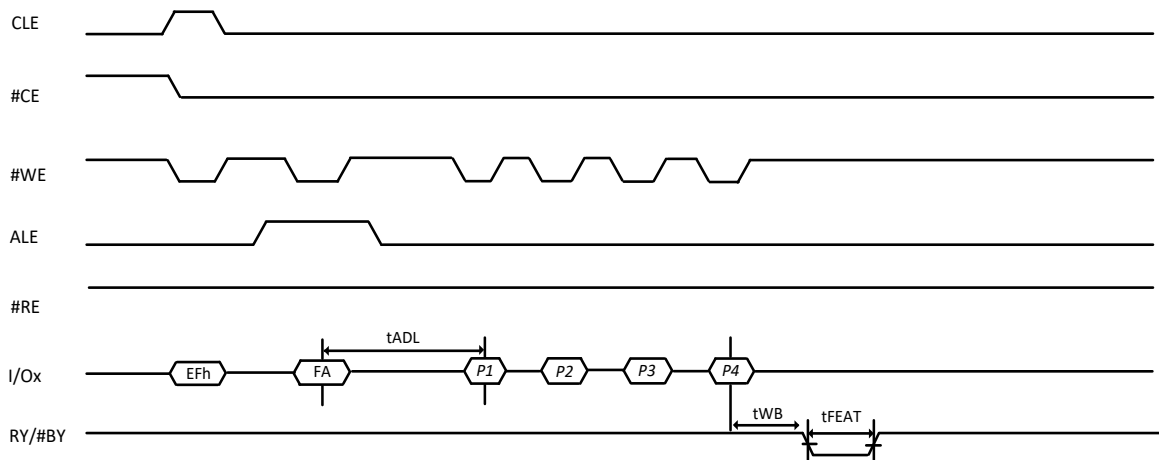 CLE
#CE
#WE
ALE
#RE
tADL
I/Ox EFh FA P1 P2 P3 P4
tWB tFEAT
RY/#BY